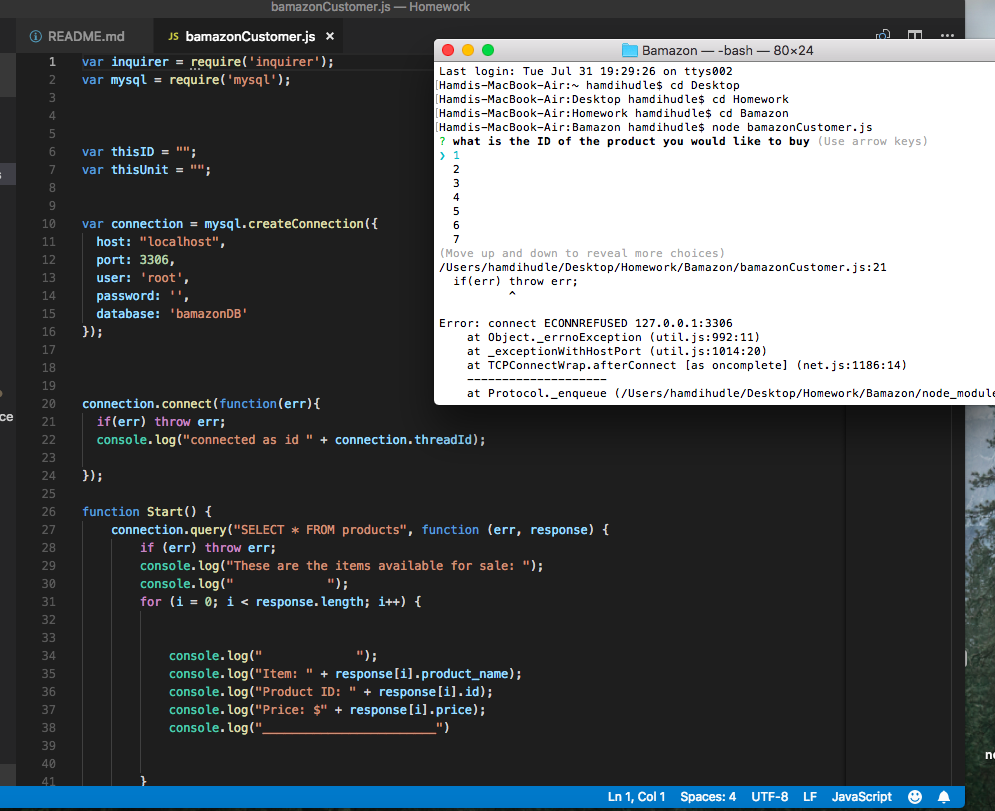 bamazonCustomer.js — Homework
README.md
JS bamazonCustomer.js ×
1 var inquirer = require('inquirer');
2 var mysql = require('mysql');
3
4
5
6 var thisID = "";
7 var thisUnit = "";
8
9
10 var connection = mysql.createConnection({
11 host: "localhost",
12 port: 3306,
13 user: 'root',
14 password: '',
15 database: 'bamazonDB'
16 });
17
18
19
20 connection.connect(function(err){
21 if(err) throw err;
22 console.log("connected as id " + connection.threadId);
23
24 });
25
26 function Start() {
27 connection.query("SELECT * FROM products", function (err, response) {
28 if (err) throw err;
29 console.log("These are the items available for sale: ");
30 console.log("             ");
31 for (i = 0; i < response.length; i++) {
32
33
34 console.log("             ");
35 console.log("Item: " + response[i].product_name);
36 console.log("Product ID: " + response[i].id);
37 console.log("Price: $" + response[i].price);
38 console.log("________________________")
39
40
41 }
Bamazon — -bash — 80×24
Last login: Tue Jul 31 19:29:26 on ttys002
[Hamdis-MacBook-Air:~ hamdihudle$ cd Desktop
[Hamdis-MacBook-Air:Desktop hamdihudle$ cd Homework
[Hamdis-MacBook-Air:Homework hamdihudle$ cd Bamazon
[Hamdis-MacBook-Air:Bamazon hamdihudle$ node bamazonCustomer.js
? what is the ID of the product you would like to buy (Use arrow keys)
❯ 1
2
3
4
5
6
7
(Move up and down to reveal more choices)
/Users/hamdihudle/Desktop/Homework/Bamazon/bamazonCustomer.js:21
if(err) throw err;
^
Error: connect ECONNREFUSED 127.0.0.1:3306
at Object._errnoException (util.js:992:11)
at _exceptionWithHostPort (util.js:1014:20)
at TCPConnectWrap.afterConnect [as oncomplete] (net.js:1186:14)
--------------------
at Protocol._enqueue (/Users/hamdihudle/Desktop/Homework/Bamazon/node_module
s
ce
ne
Ln 1, Col 1 Spaces: 4 UTF-8 LF JavaScript